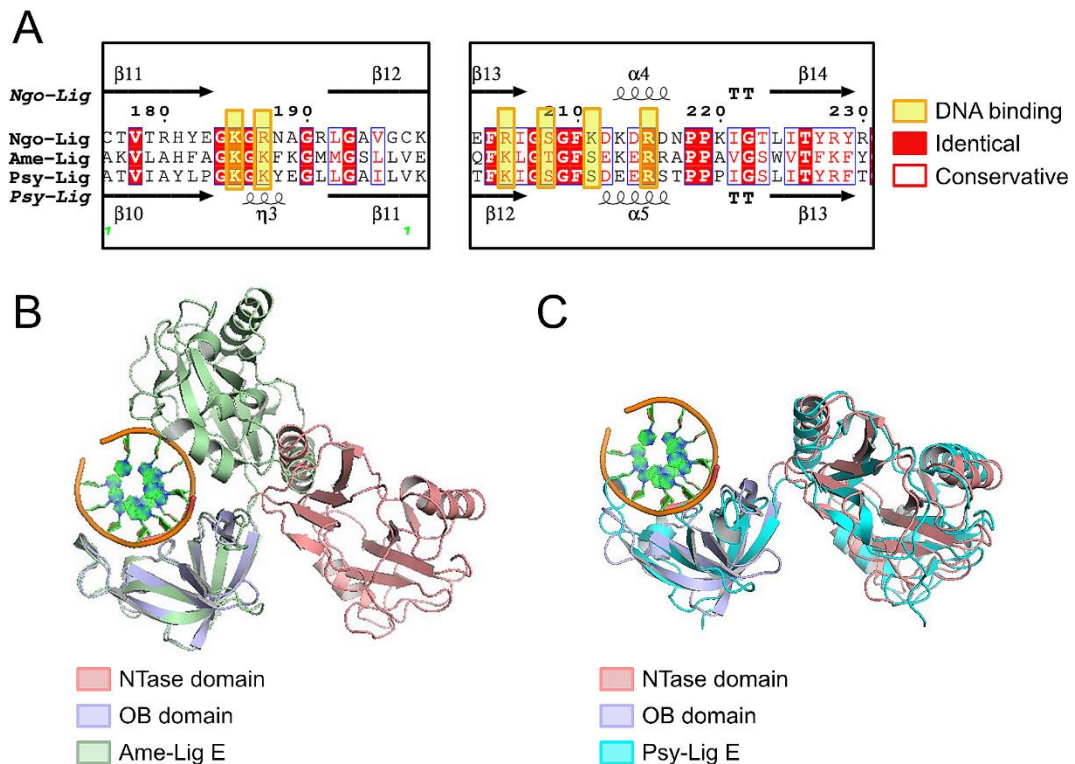 A
β11 β12
Ngo-Lig
180 190
Ngo-Lig CTVTRHYEGKGRNAGRLGAVGCK
Ame-Lig AKVLAHFAGKGKFKGMMGSLLVE
Psy-Lig ATVIAYLPGKGKYEGLLGAILVK
Psy-Lig
β10 η3 β11
β13 α4 TT β14
210 220 230
EFRIGSGFKDKDRDNPPKIGTLITYRYR
QFKLGTGFSEKERRAPPAVGSWVTFKFY
TFKIGSGFSDEERSTPPPIGSLITYRFT
β12 α5 TT β13
DNA binding
Identical
Conservative
B
NTase domain
OB domain
Ame-Lig E
C
NTase domain
OB domain
Psy-Lig E